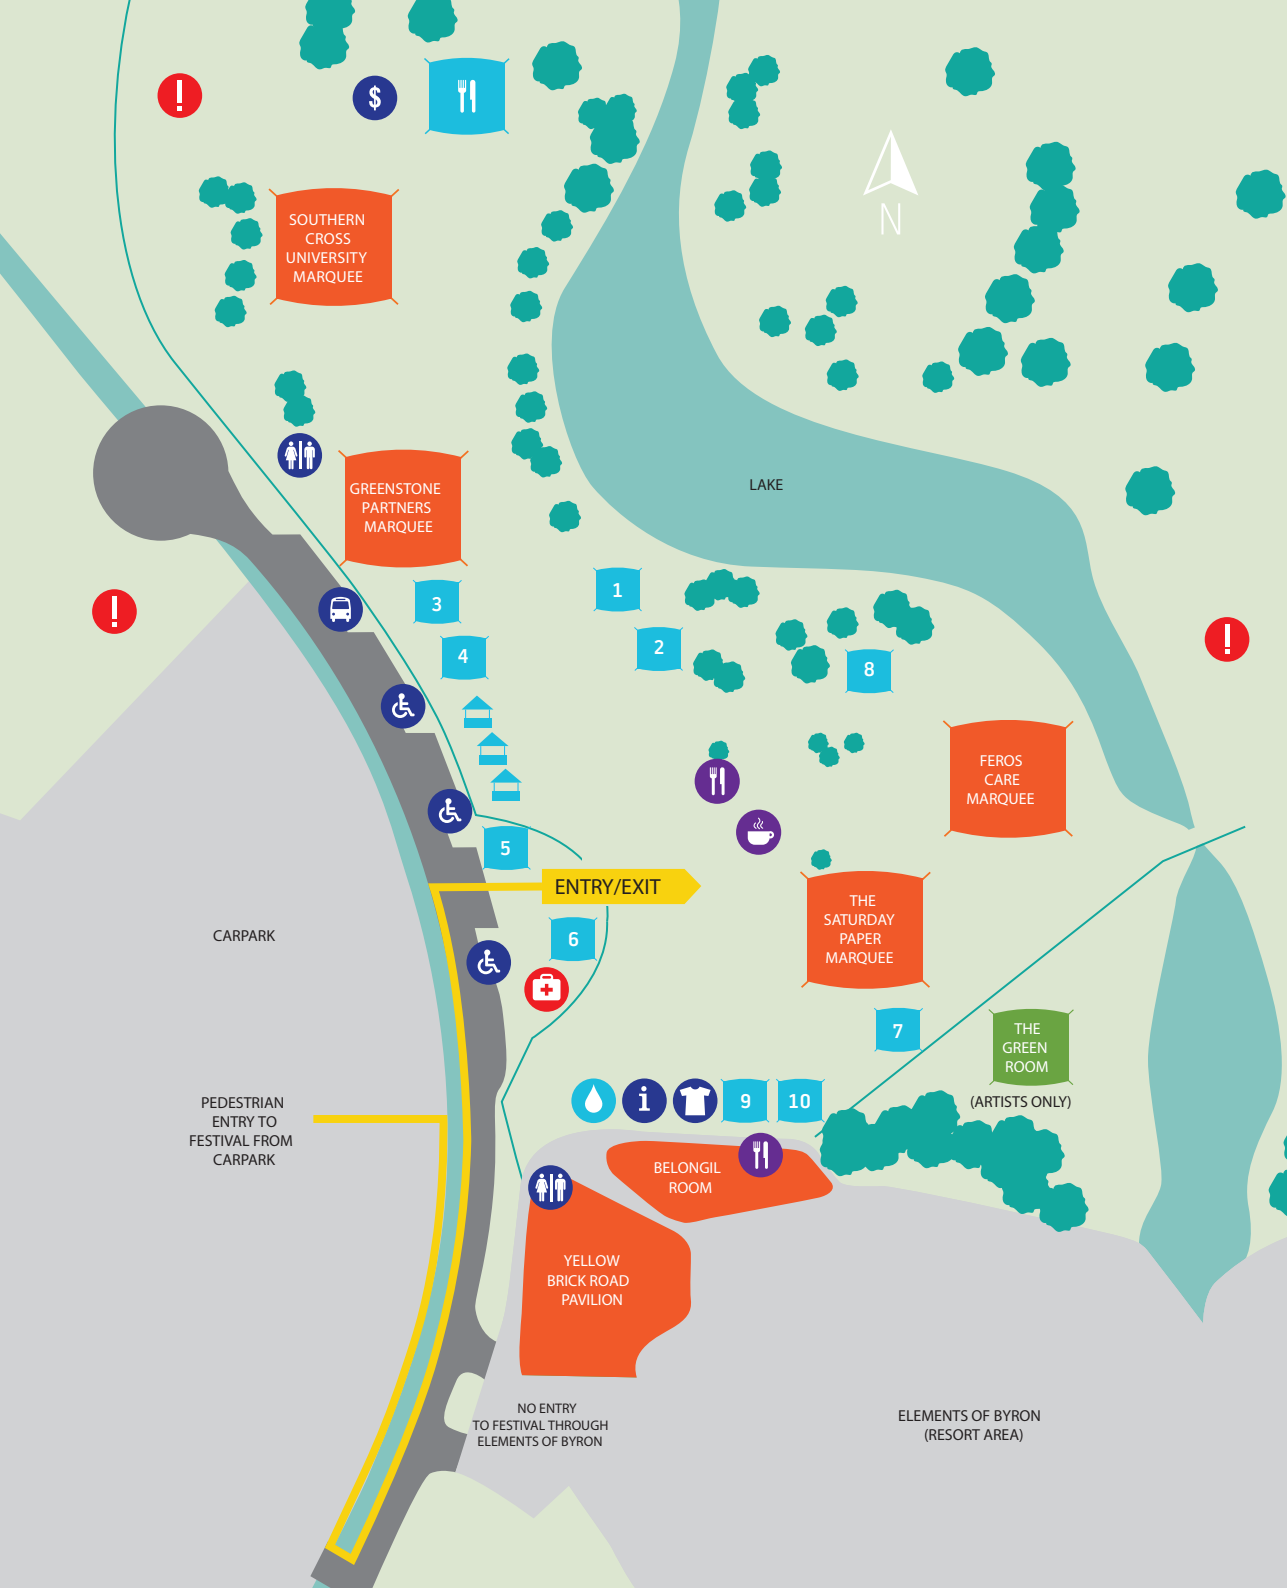 $
SOUTHERN
CROSS
UNIVERSITY
MARQUEE
N
GREENSTONE
PARTNERS
MARQUEE
LAKE
1
3
2
4
8
FEROS
CARE
MARQUEE
5
ENTRY/EXIT
THE
SATURDAY
PAPER
MARQUEE
CARPARK
6
7
THE
GREEN
ROOM
(ARTISTS ONLY)
i
9
10
PEDESTRIAN
ENTRY TO
FESTIVAL FROM
CARPARK
BELONGIL
ROOM
YELLOW
BRICK ROAD
PAVILION
NO ENTRY
TO FESTIVAL THROUGH
ELEMENTS OF BYRON
ELEMENTS OF BYRON
(RESORT AREA)